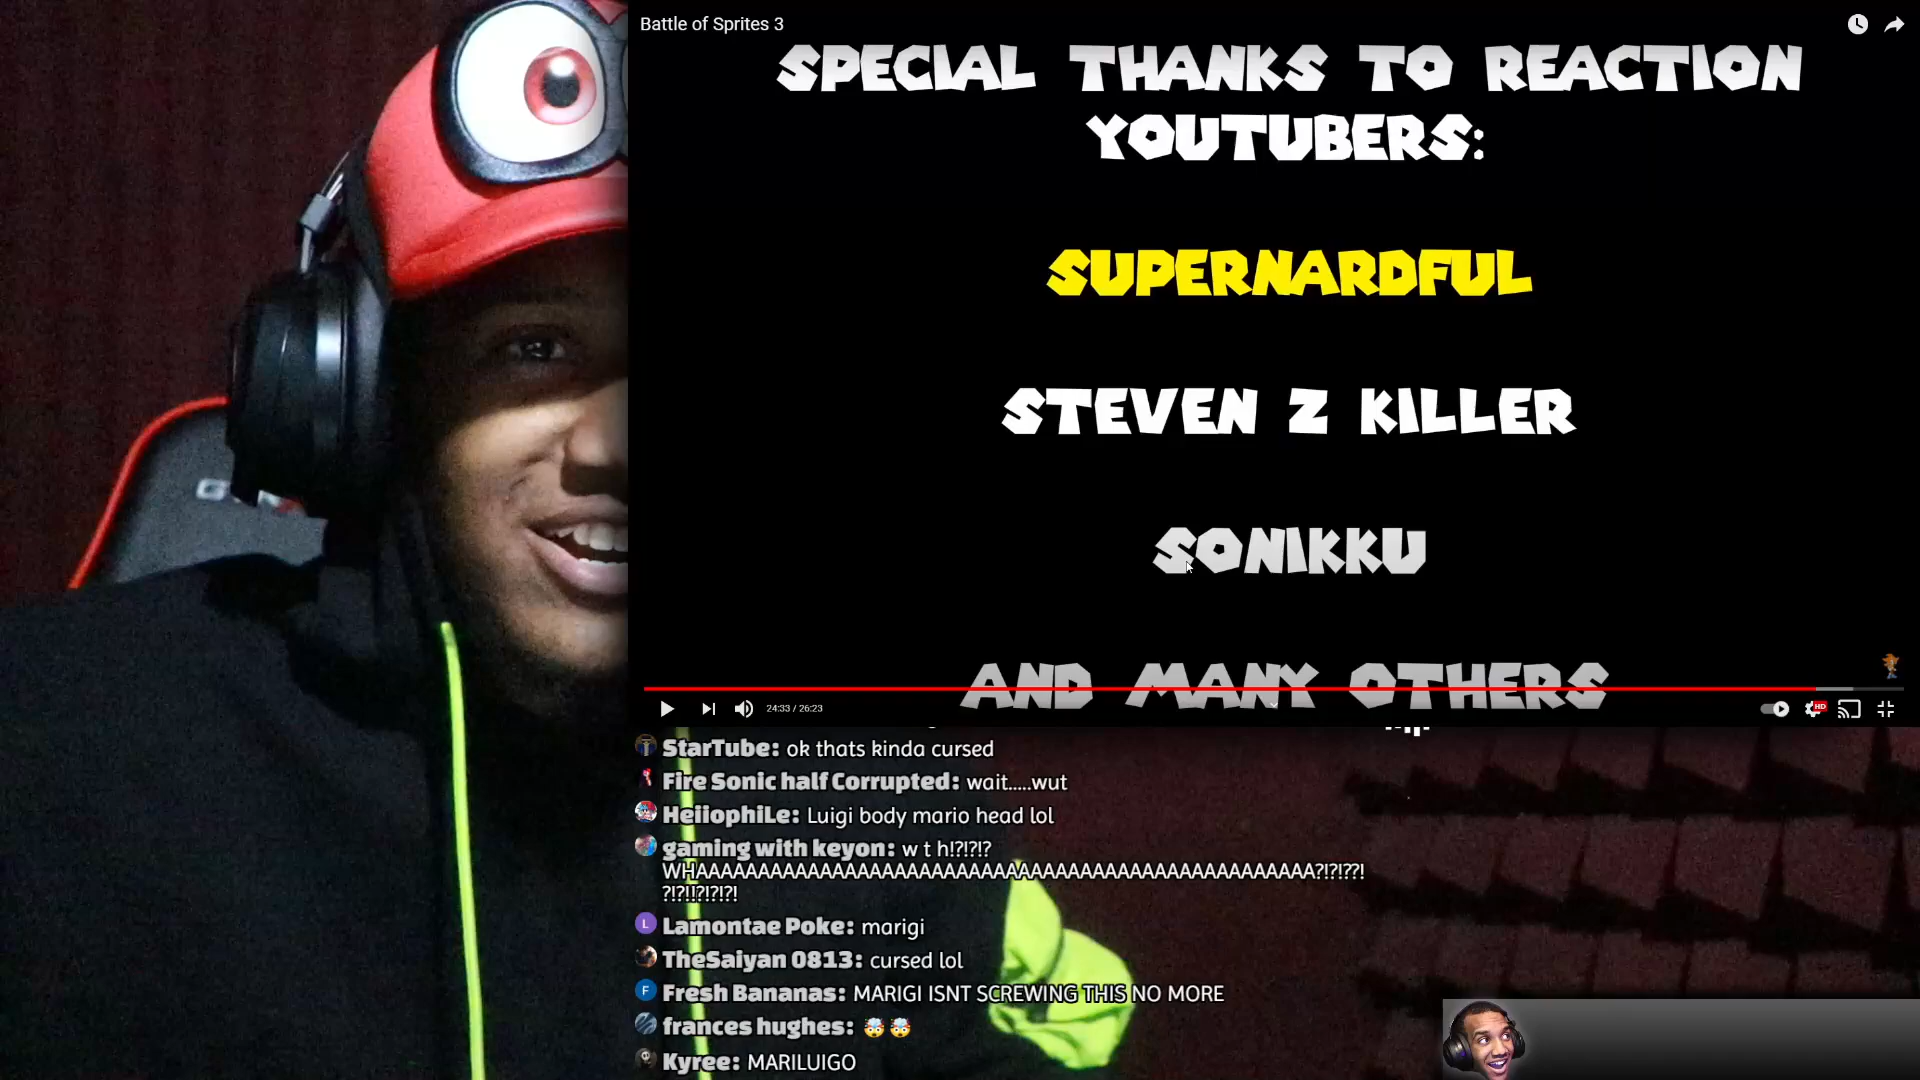 Battle of Sprites 3
SPECIAL THANKS TO REACTION
YOUTUBERS:
SUPERNARDFUL
STEVEN Z KILLER
SONIKKU
AND MANY OTHERS
24:33 / 26:23
HD
StarTube: ok thats kinda cursed
Fire Sonic half Corrupted: wait.....wut
HeliophiLe: Luigi body mario head lol
gaming with keyon: w t h!?!?!?
WHAAAAAAAAAAAAAAAAAAAAAAAAAAAAAAAAAAAAAAAAAAAAAAAAAA?!?!??!
?!?!!?!?!?!
L
Lamontae Poke: marigi
TheSaiyan 0813: cursed lol
F
Fresh Bananas: MARIGI ISNT SCREWING THIS NO MORE
frances hughes: 🤯🤯
Kyree: MARILUIGO